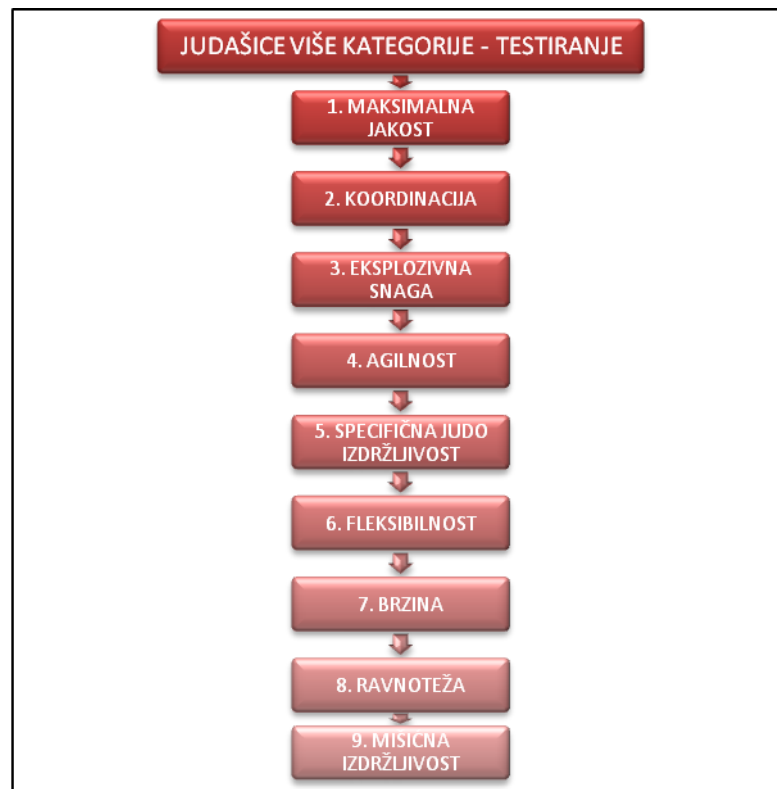 JUDAŠICE VIŠE KATEGORIJE - TESTIRANJE
1. MAKSIMALNA
JAKOST
2. KOORDINACIJA
3. EKSPLOZIVNA
SNAGA
4. AGILNOST
5. SPECIFIČNA JUDO
IZDRŽLJIVOST
6. FLEKSIBILNOST
7. BRZINA
8. RAVNOTEŽA
9. MIŠIĆNA
IZDRŽLJIVOST